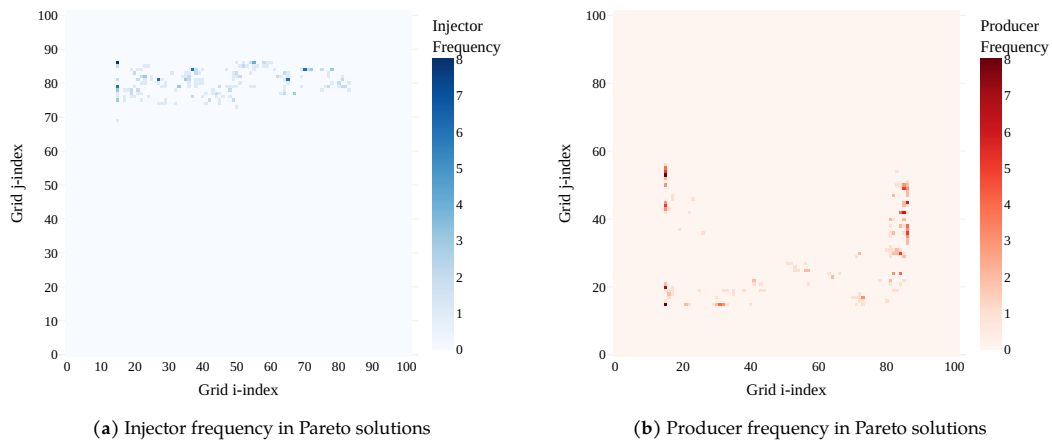 100
90
80
70
60
50
40
30
20
10
0
0 10 20 30 40 50 60 70 80 90 100
Grid j-index
Grid i-index
Injector
Frequency
8
7
6
5
4
3
2
1
0
(a) Injector frequency in Pareto solutions
100
80
60
40
20
0
0 20 40 60 80 100
Grid j-index
Grid i-index
Producer
Frequency
8
7
6
5
4
3
2
1
0
(b) Producer frequency in Pareto solutions